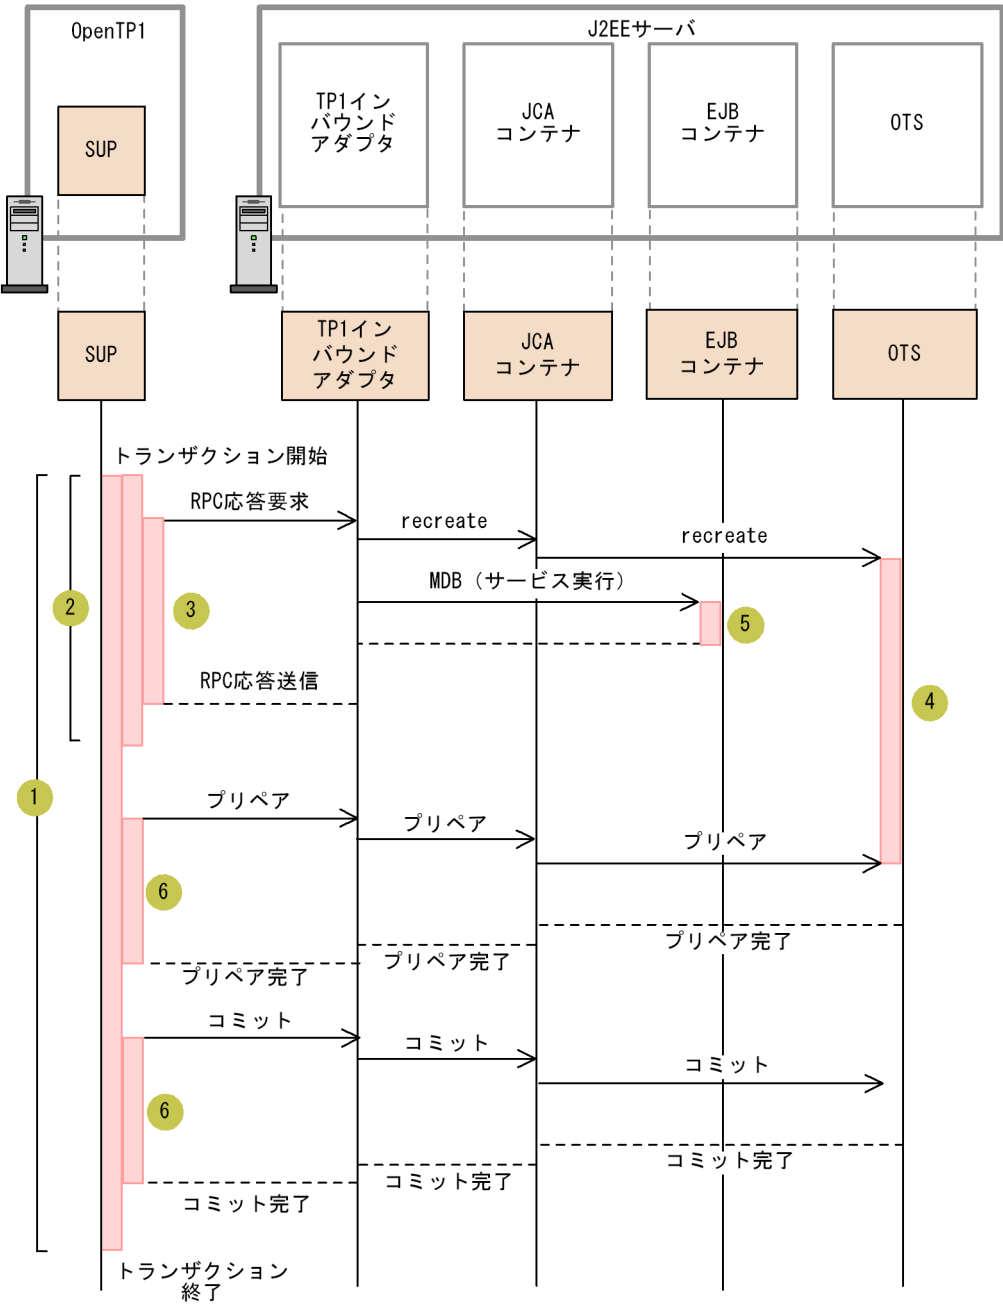 OpenTP1
J2EEサーバ
SUP
TP1イン
バウンド
アダプタ
JCA
コンテナ
EJB
コンテナ
OTS
SUP
TP1イン
バウンド
アダプタ
JCA
コンテナ
EJB
コンテナ
OTS
トランザクション開始
RPC応答要求
recreate
recreate
MDB（サービス実行）
2
3
5
RPC応答送信
4
1
プリペア
プリペア
プリペア
6
プリペア完了
プリペア完了
プリペア完了
コミット
コミット
コミット
6
コミット完了
コミット完了
コミット完了
トランザクション
終了